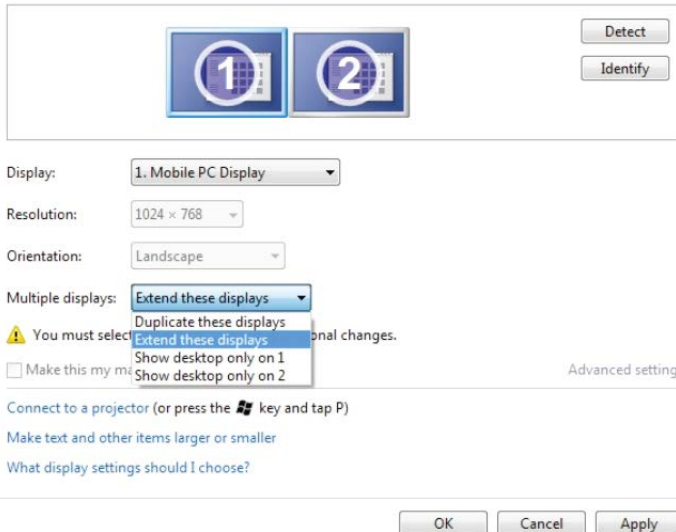 1 2
Detect
Identify
Display: 1. Mobile PC Display
Resolution: 1024 × 768
Orientation: Landscape
Multiple displays: Extend these displays
Duplicate these displays
Extend these displays
Show desktop only on 1
Show desktop only on 2
You must select onal changes.
Make this my ma Advanced setting
Connect to a projector (or press the key and tap P)
Make text and other items larger or smaller
What display settings should I choose?
OK Cancel Apply